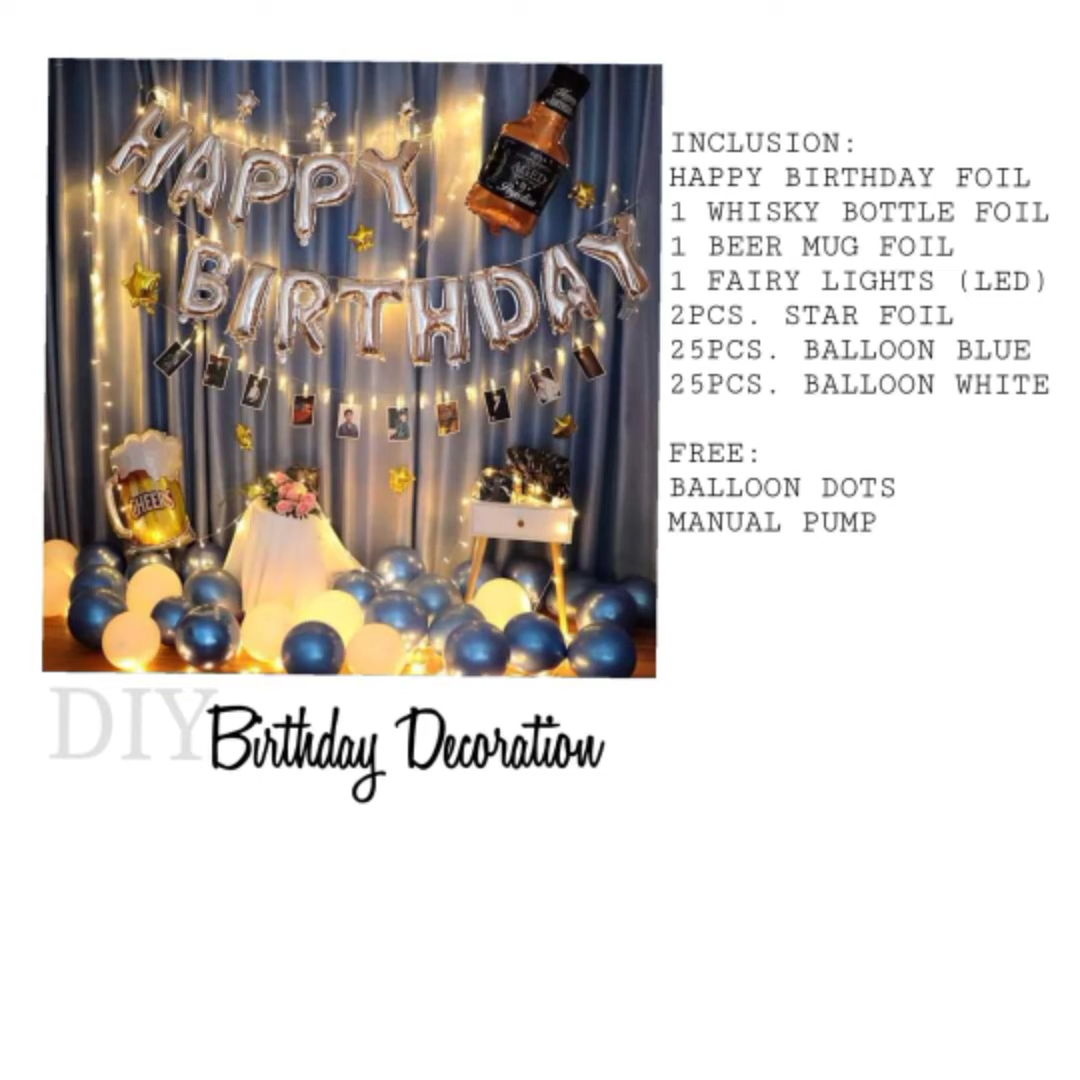 HAPPY
BIRTHDAY
AGED
CHEERS
INCLUSION:
HAPPY BIRTHDAY FOIL
1 WHISKY BOTTLE FOIL
1 BEER MUG FOIL
1 FAIRY LIGHTS (LED)
2PCS. STAR FOIL
25PCS. BALLOON BLUE
25PCS. BALLOON WHITE
FREE:
BALLOON DOTS
MANUAL PUMP
DIY Birthday Decoration